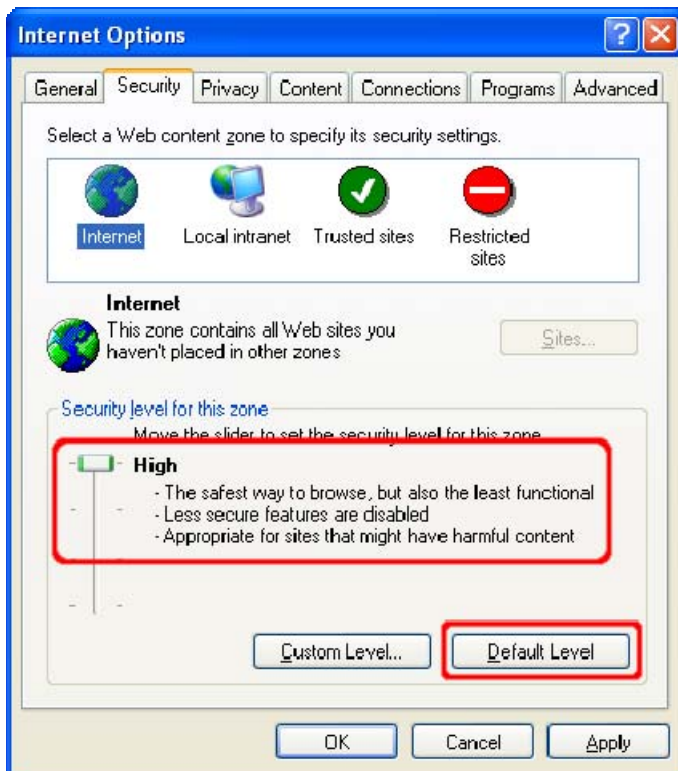 Internet Options
General Security Privacy Content Connections Programs Advanced
Select a Web content zone to specify its security settings.
Internet Local intranet Trusted sites Restricted sites
Internet
This zone contains all Web sites you
haven't placed in other zones
Sites...
Security level for this zone
Move the slider to set the security level for this zone
High
- The safest way to browse, but also the least functional
- Less secure features are disabled
- Appropriate for sites that might have harmful content
Custom Level... Default Level
OK Cancel Apply